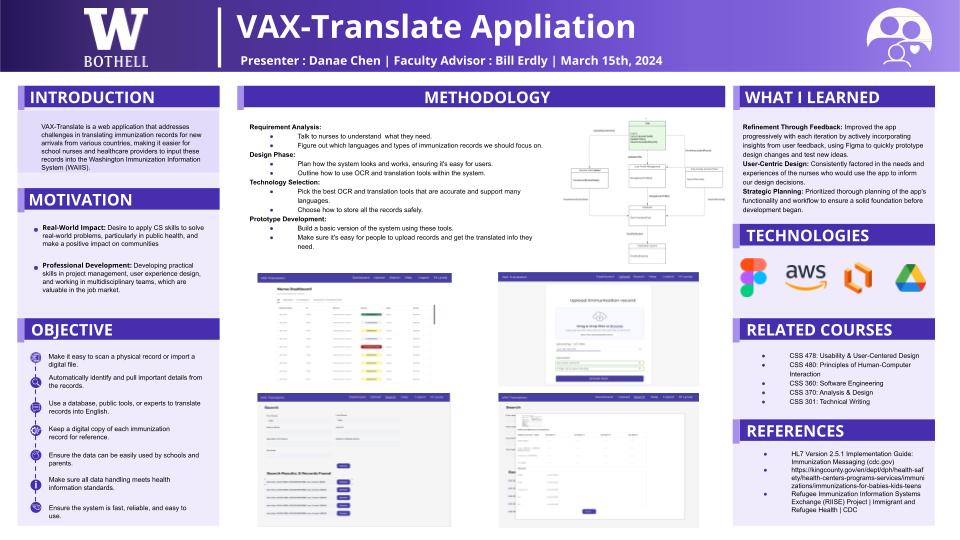 W
BOTHELL
VAX-Translate Appliation
Presenter : Danae Chen | Faculty Advisor : Bill Erdly | March 15th, 2024
INTRODUCTION
VAX-Translate is a web application that addresses
challenges in translating immunization records for new
arrivals from various countries, making it easier for
school nurses and healthcare providers to input these
records into the Washington Immunization Information
System (WAIIS).
MOTIVATION
Real-World Impact: Desire to apply CS skills to solve
real-world problems, particularly in public health, and
make a positive impact on communities
Professional Development: Developing practical
skills in project management, user experience design,
and working in multidisciplinary teams, which are
valuable in the job market.
OBJECTIVE
Make it easy to scan a physical record or import a
digital file.
Automatically identify and pull important details from
the records.
Use a database, public tools, or experts to translate
records into English.
Keep a digital copy of each immunization
record for reference.
Ensure the data can be easily used by schools and
parents.
Make sure all data handling meets health
information standards.
Ensure the system is fast, reliable, and easy to
use.
METHODOLOGY
Requirement Analysis:
Talk to nurses to understand what they need.
Figure out which languages and types of immunization records we should focus on.
Design Phase:
Plan how the system looks and works, ensuring it's easy for users.
Outline how to use OCR and translation tools within the system.
Technology Selection:
Pick the best OCR and translation tools that are accurate and support many
languages.
Choose how to store all the records safely.
Prototype Development:
Build a basic version of the system using these tools.
Make sure it's easy for people to upload records and get the translated info they
need.
Nurse Dashboard
Upload Immunization record
Search
Search Results: 5 Records Found
Search
WHAT I LEARNED
Refinement Through Feedback: Improved the app
progressively with each iteration by actively incorporating
insights from user feedback, using Figma to quickly prototype
design changes and test new ideas.
User-Centric Design: Consistently factored in the needs and
experiences of the nurses who would use the app to inform
our design decisions.
Strategic Planning: Prioritized thorough planning of the app's
functionality and workflow to ensure a solid foundation before
development began.
TECHNOLOGIES
aws
RELATED COURSES
CSS 478: Usability & User-Centered Design
CSS 480: Principles of Human-Computer
Interaction
CSS 360: Software Engineering
CSS 370: Analysis & Design
CSS 301: Technical Writing
REFERENCES
HL7 Version 2.5.1 Implementation Guide:
Immunization Messaging (cdc.gov)
https://kingcounty.gov/en/dept/dph/health-saf
ety/health-centers-programs-services/immuni
zations/immunizations-for-babies-kids-teens
Refugee Immunization Information Systems
Exchange (RIISE) Project | Immigrant and
Refugee Health | CDC